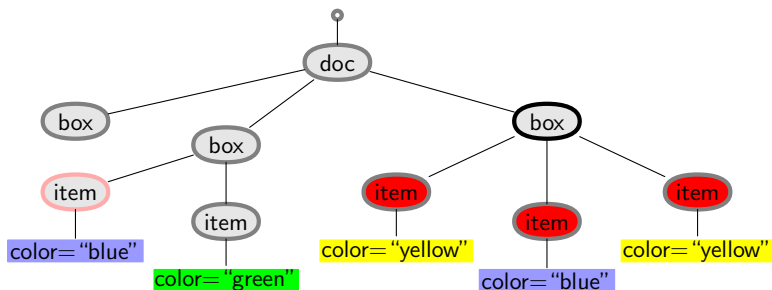 doc
box
box
box
item
item
item
item
item
color=“blue”
color=“green”
color=“yellow”
color=“blue”
color=“yellow”